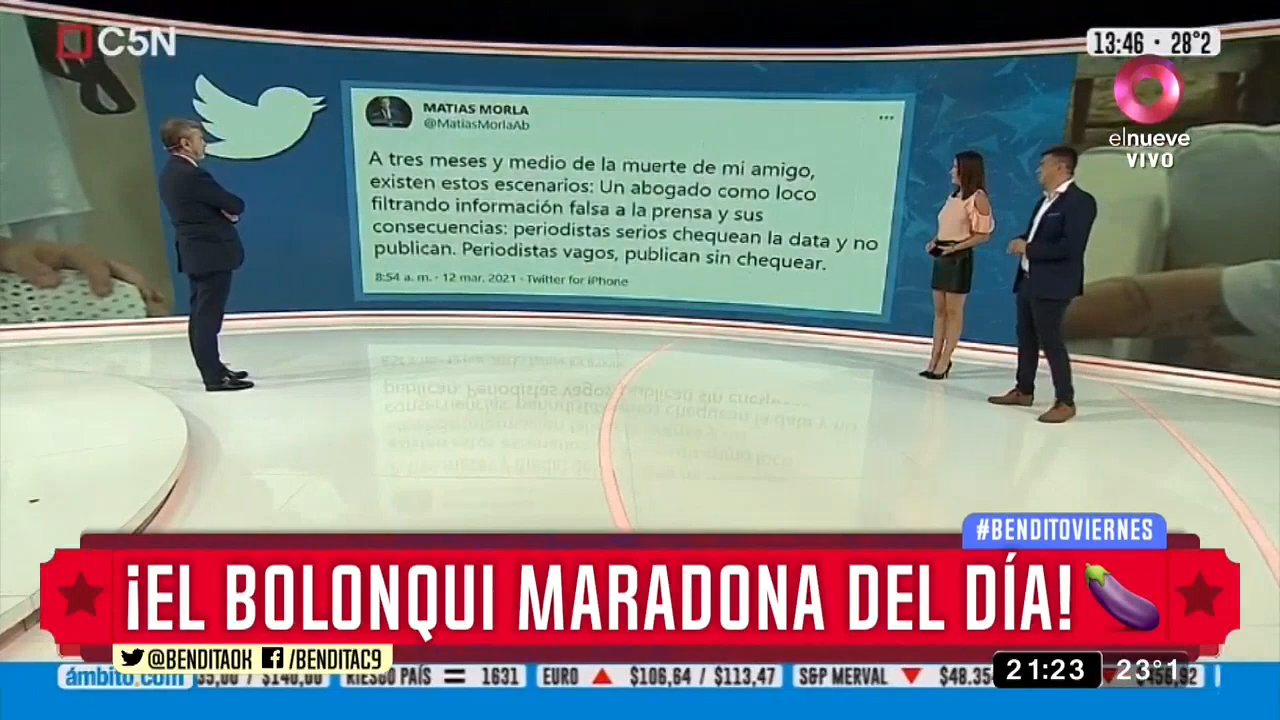 C5N
13:46 · 28°2
elnueve
VIVO
MATIAS MORLA
@MatiasMorlaAb
A tres meses y medio de la muerte de mi amigo,
existen estos escenarios: Un abogado como loco
filtrando información falsa a la prensa y sus
consecuencias: periodistas serios chequean la data y no
publican. Periodistas vagos, publican sin chequear.
8:54 a. m. · 12 mar. 2021 · Twitter for iPhone
#BENDITOVIERNES
¡EL BOLONQUI MARADONA DEL DÍA!
@BENDITAOK /BENDITAC9
ámbito.com RIESGO PAÍS = 1631 EURO $106,64 / $113,47 S&P MERVAL
21:23 23°1